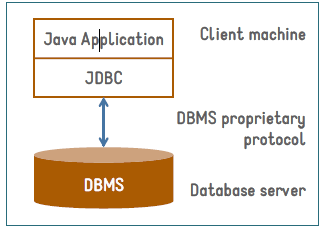 Java Application
Client machine
JDBC
DBMS proprietary
protocol
DBMS
Database server